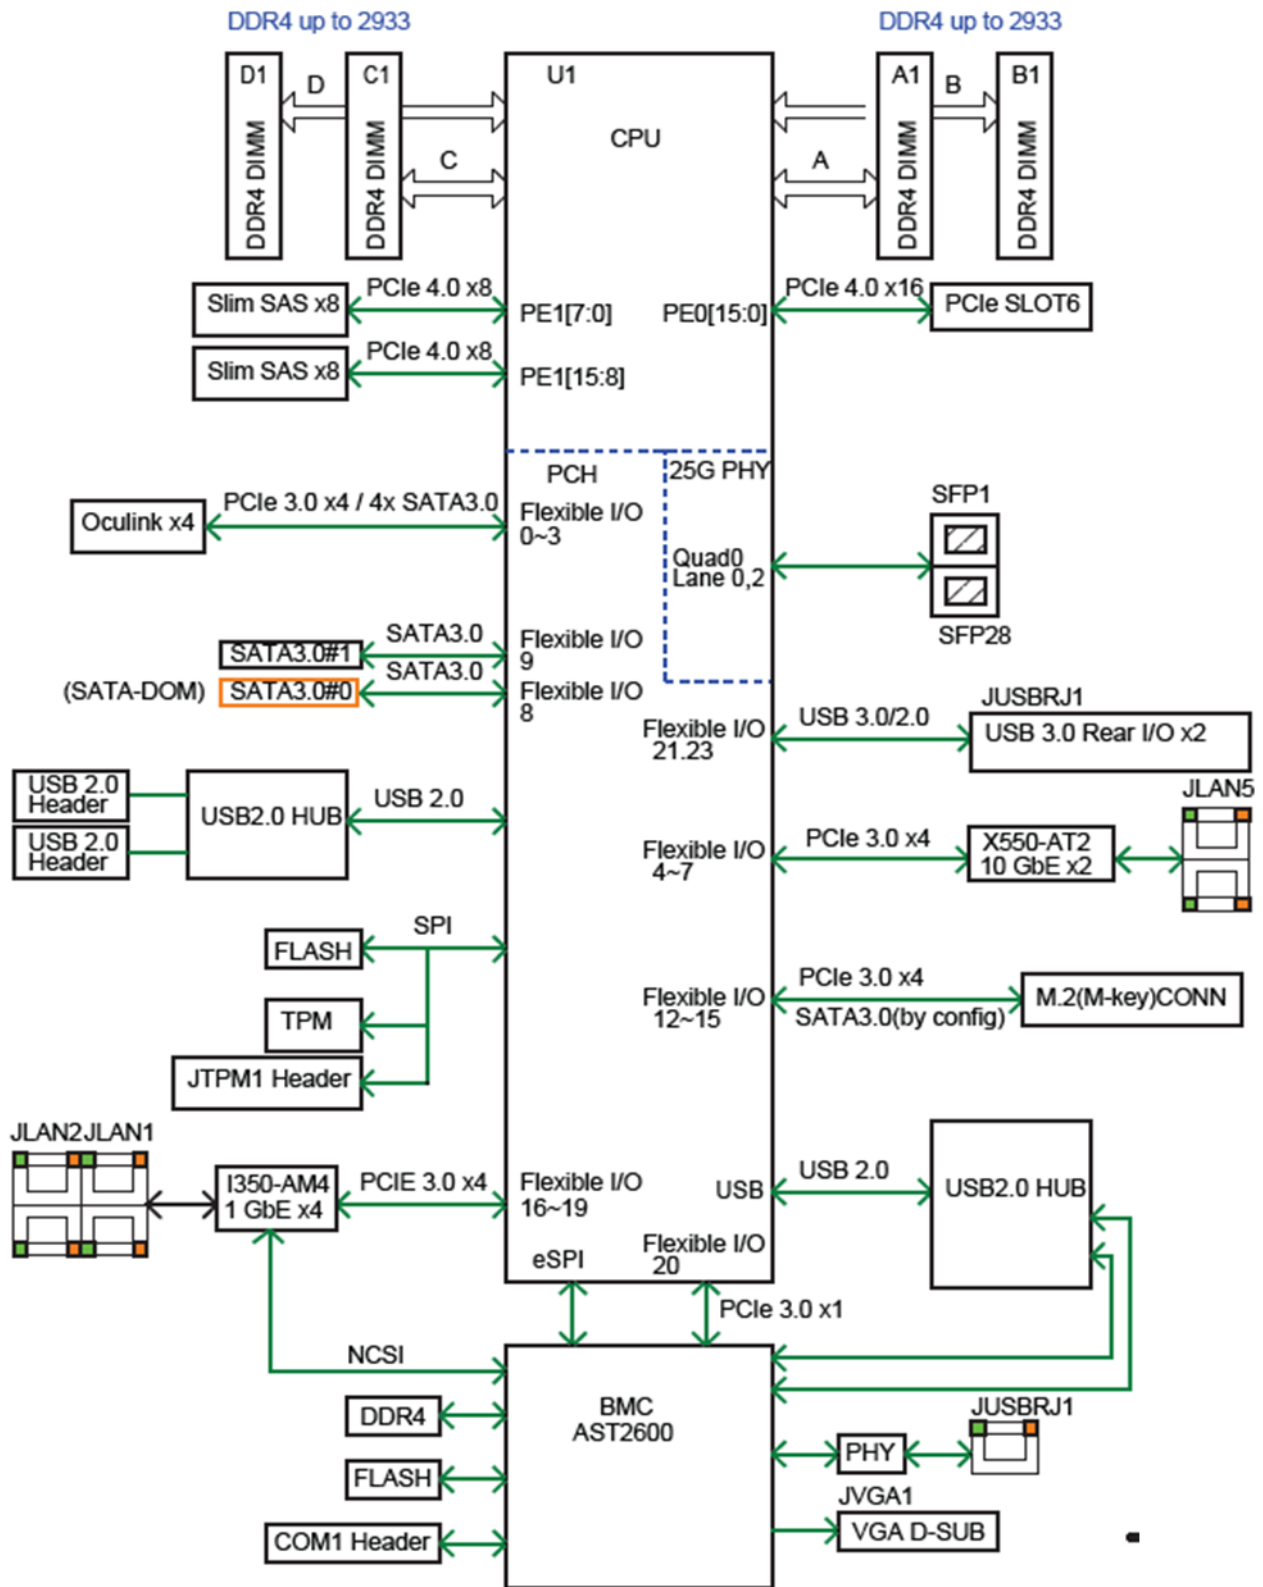 DDR4 up to 2933
DDR4 up to 2933
D1
D
C1
U1
A1
B
B1
CPU
DDR4 DIMM
DDR4 DIMM
DDR4 DIMM
DDR4 DIMM
C
A
Slim SAS x8
PCIe 4.0 x8
PE1[7:0]
PE0[15:0]
PCIe 4.0 x16
PCIe SLOT6
Slim SAS x8
PCIe 4.0 x8
PE1[15:8]
PCH
25G PHY
Oculink x4
PCIe 3.0 x4 / 4x SATA3.0
Flexible I/O
0~3
SFP1
Quad0
Lane 0,2
SFP28
SATA3.0#1
SATA3.0
Flexible I/O
9
(SATA-DOM)
SATA3.0#0
SATA3.0
Flexible I/O
8
Flexible I/O
21.23
USB 3.0/2.0
JUSBRJ1
USB 3.0 Rear I/O x2
USB 2.0
Header
USB 2.0
Header
USB2.0 HUB
USB 2.0
JLAN5
Flexible I/O
4~7
PCIe 3.0 x4
X550-AT2
10 GbE x2
SPI
FLASH
TPM
JTPM1 Header
Flexible I/O
12~15
PCIe 3.0 x4
SATA3.0(by config)
M.2(M-key)CONN
JLAN2
JLAN1
I350-AM4
1 GbE x4
PCIE 3.0 x4
Flexible I/O
16~19
USB
USB 2.0
USB2.0 HUB
eSPI
Flexible I/O
20
PCIe 3.0 x1
NCSI
BMC
AST2600
DDR4
FLASH
COM1 Header
PHY
JUSBRJ1
JVGA1
VGA D-SUB